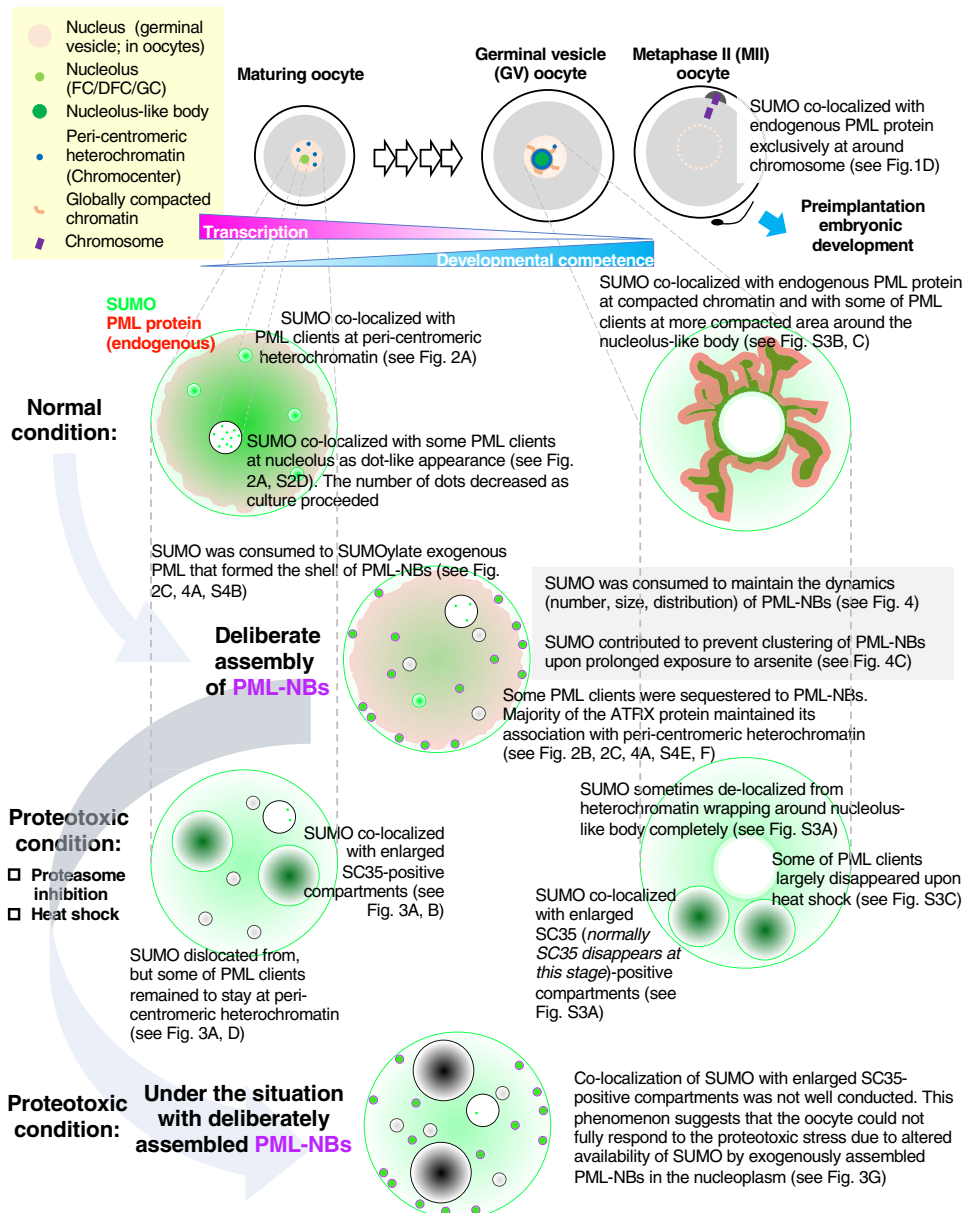 Nucleus (germinal
vesicle; in oocytes)
Nucleolus
(FC/DFC/GC)
Nucleolus-like body
Peri-centromeric
heterochromatin
(Chromocenter)
Globally compacted
chromatin
Chromosome
Maturing oocyte
Germinal vesicle
(GV) oocyte
Metaphase II (MII)
oocyte
SUMO co-localized with
endogenous PML protein
exclusively at around
chromosome (see Fig.1D)
Preimplantation
embryonic
development
Transcription
Developmental competence
SUMO
PML protein
(endogenous)
SUMO co-localized with
PML clients at peri-centromeric
heterochromatin (see Fig. 2A)
SUMO co-localized with endogenous PML protein
at compacted chromatin and with some of PML
clients at more compacted area around the
nucleolus-like body (see Fig. S3B, C)
Normal
condition:
SUMO co-localized with some PML clients
at nucleolus as dot-like appearance (see Fig.
2A, S2D). The number of dots decreased as
culture proceeded
SUMO was consumed to SUMOylate exogenous
PML that formed the shell of PML-NBs (see Fig.
2C, 4A, S4B)
Deliberate
assembly
of PML-NBs
SUMO was consumed to maintain the dynamics
(number, size, distribution) of PML-NBs (see Fig. 4)
SUMO contributed to prevent clustering of PML-NBs
upon prolonged exposure to arsenite (see Fig. 4C)
Some PML clients were sequestered to PML-NBs.
Majority of the ATRX protein maintained its
association with peri-centromeric heterochromatin
(see Fig. 2B, 2C, 4A, S4E, F)
Proteotoxic
condition:
Proteasome
inhibition
Heat shock
SUMO co-localized
with enlarged
SC35-positive
compartments (see
Fig. 3A, B)
SUMO dislocated from,
but some of PML clients
remained to stay at peri-
centromeric heterochromatin
(see Fig. 3A, D)
SUMO sometimes de-localized from
heterochromatin wrapping around nucleolus-
like body completely (see Fig. S3A)
Some of PML clients
largely disappeared upon
heat shock (see Fig. S3C)
SUMO co-localized
with enlarged
SC35 (normally
SC35 disappears at
this stage)-positive
compartments (see
Fig. S3A)
Proteotoxic
condition:
Under the situation
with deliberately
assembled PML-NBs
Co-localization of SUMO with enlarged SC35-
positive compartments was not well conducted. This
phenomenon suggests that the oocyte could not
fully respond to the proteotoxic stress due to altered
availability of SUMO by exogenously assembled
PML-NBs in the nucleoplasm (see Fig. 3G)